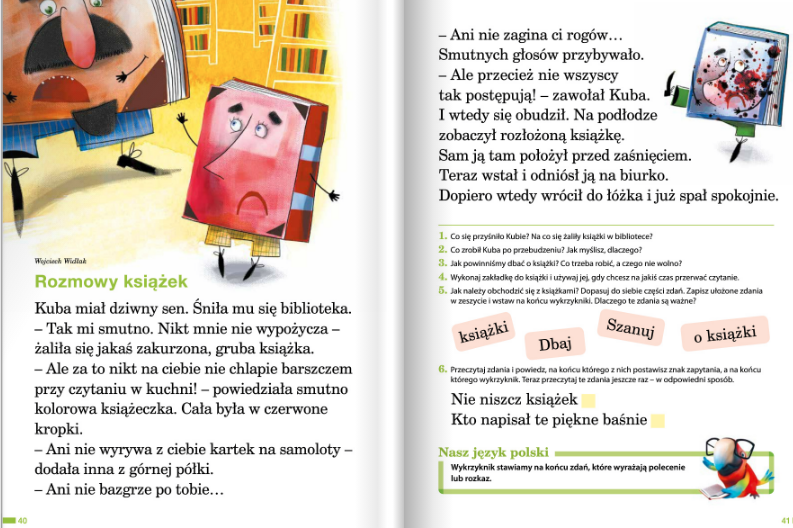 Wojciech Widłak
Rozmowy książek
Kuba miał dziwny sen. Śniła mu się biblioteka.
– Tak mi smutno. Nikt mnie nie wypożycza –
żaliła się jakaś zakurzona, gruba książka.
– Ale za to nikt na ciebie nie chlapie barszczem
przy czytaniu w kuchni! – powiedziała smutno
kolorowa książeczka. Cała była w czerwone
kropki.
– Ani nie wyrywa z ciebie kartek na samoloty –
dodała inna z górnej półki.
– Ani nie bazgrze po tobie…
40
– Ani nie zagina ci rogów…
Smutnych głosów przybywało.
– Ale przecież nie wszyscy
tak postępują! – zawołał Kuba.
I wtedy się obudził. Na podłodze
zobaczył rozłożoną książkę.
Sam ją tam położył przed zaśnięciem.
Teraz wstał i odniósł ją na biurko.
Dopiero wtedy wrócił do łóżka i już spał spokojnie.
1. Co się przyśniło Kubie? Na co się żaliły książki w bibliotece?
2. Co zrobił Kuba po przebudzeniu? Jak myślisz, dlaczego?
3. Jak powinniśmy dbać o książki? Co trzeba robić, a czego nie wolno?
4. Wykonaj zakładkę do książki i używaj jej, gdy chcesz na jakiś czas przerwać czytanie.
5. Jak należy obchodzić się z książkami? Dopasuj do siebie części zdań. Zapisz ułożone zdania
w zeszycie i wstaw na końcu wykrzykniki. Dlaczego te zdania są ważne?
książki
Dbaj
Szanuj
o książki
6. Przeczytaj zdania i powiedz, na końcu którego z nich postawisz znak zapytania, a na końcu
którego wykrzyknik. Teraz przeczytaj te zdania jeszcze raz – w odpowiedni sposób.
Nie niszcz książek
Kto napisał te piękne baśnie
Nasz język polski
Wykrzyknik stawiamy na końcu zdań, które wyrażają polecenie
lub rozkaz.
41